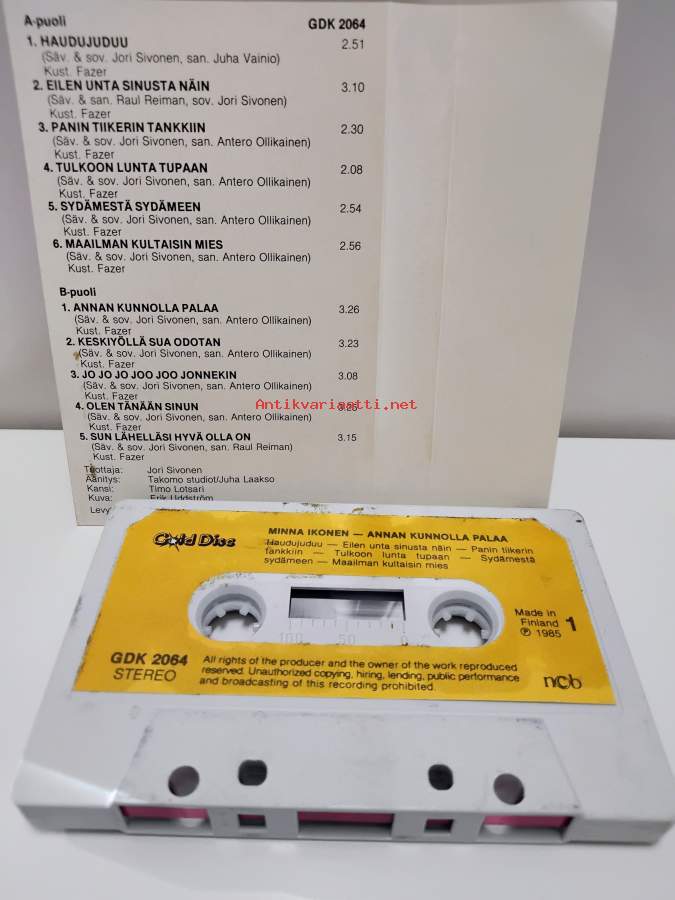 A-puoli GDK 2064
1. HAUDUJUDUU 2.51
(Säv. & sov. Jori Sivonen, san. Juha Vainio)
Kust. Fazer
2. EILEN UNTA SINUSTA NÄIN 3.10
(Säv. & san. Raul Reiman, sov. Jori Sivonen)
Kust. Fazer
3. PANIN TIIKERIN TANKKIIN 2.30
(Säv. & sov. Jori Sivonen, san. Antero Ollikainen)
Kust. Fazer
4. TULKOON LUNTA TUPAAN 2.08
(Säv. & sov. Jori Sivonen, san. Antero Ollikainen)
Kust. Fazer
5. SYDÄMESTÄ SYDÄMEEN 2.54
(Säv. & sov. Jori Sivonen, san. Antero Ollikainen)
Kust. Fazer
6. MAAILMAN KULTAISIN MIES 2.56
(Säv. & sov. Jori Sivonen, san. Antero Ollikainen)
Kust. Fazer
B-puoli
1. ANNAN KUNNOLLA PALAA 3.26
(Säv. & sov. Jori Sivonen, san. Antero Ollikainen)
Kust. Fazer
2. KESKIYÖLLÄ SUA ODOTAN 3.23
(Säv. & sov. Jori Sivonen, san. Antero Ollikainen)
Kust. Fazer
3. JO JO JO JOO JOO JONNEKIN 3.08
(Säv. & sov. Jori Sivonen, san. Antero Ollikainen)
Kust. Fazer
4. OLEN TÄNÄÄN SINUN
Antikvariaatti.net
(Säv. & sov. Jori Sivonen, san. Antero Ollikainen)
Kust. Fazer
5. SUN LÄHELLÄSI HYVÄ OLLA ON 3.15
(Säv. & sov. Jori Sivonen, san. Raul Reiman)
Kust. Fazer
Tuottaja: Jori Sivonen
Äänitys: Takomo studiot/Juha Laakso
Kansi: Timo Lotsari
Kuva: Erik Uddström
Levy
Gold Disc
MINNA IKONEN — ANNAN KUNNOLLA PALAA
Haudujuduu — Eilen unta sinusta näin — Panin tiikerin
tankkiin — Tulkoon lunta tupaan — Sydämestä
sydämeen — Maailman kultaisin mies
100 50 0
Made in
Finland 1
Ⓟ 1985
GDK 2064
STEREO
All rights of the producer and the owner of the work reproduced
reserved. Unauthorized copying, hiring, lending, public performance
and broadcasting of this recording prohibited.
ncb